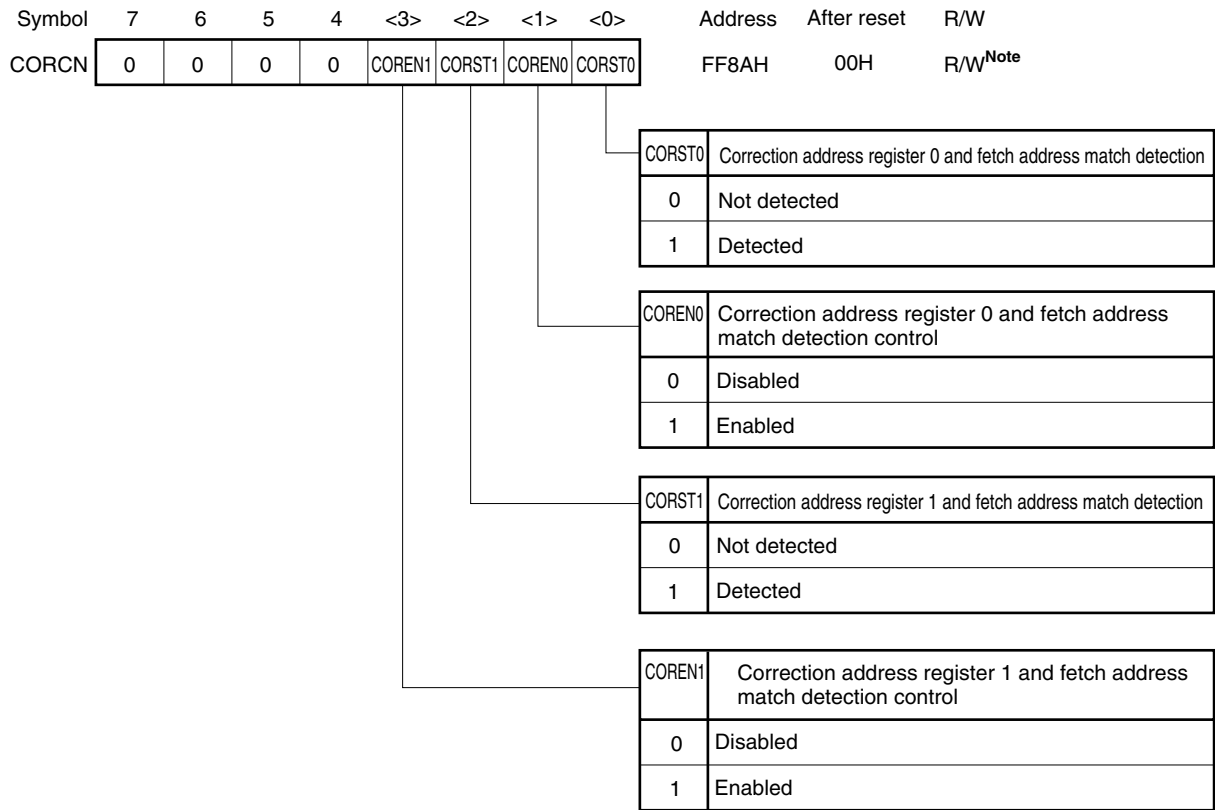 Symbol 7 6 5 4 <3> <2> <1> <0> Address After reset R/W
CORCN 0 0 0 0 COREN1 CORST1 COREN0 CORST0 FF8AH 00H R/WNote
CORST0 Correction address register 0 and fetch address match detection
0 Not detected
1 Detected
COREN0 Correction address register 0 and fetch address
match detection control
0 Disabled
1 Enabled
CORST1 Correction address register 1 and fetch address match detection
0 Not detected
1 Detected
COREN1 Correction address register 1 and fetch address
match detection control
0 Disabled
1 Enabled